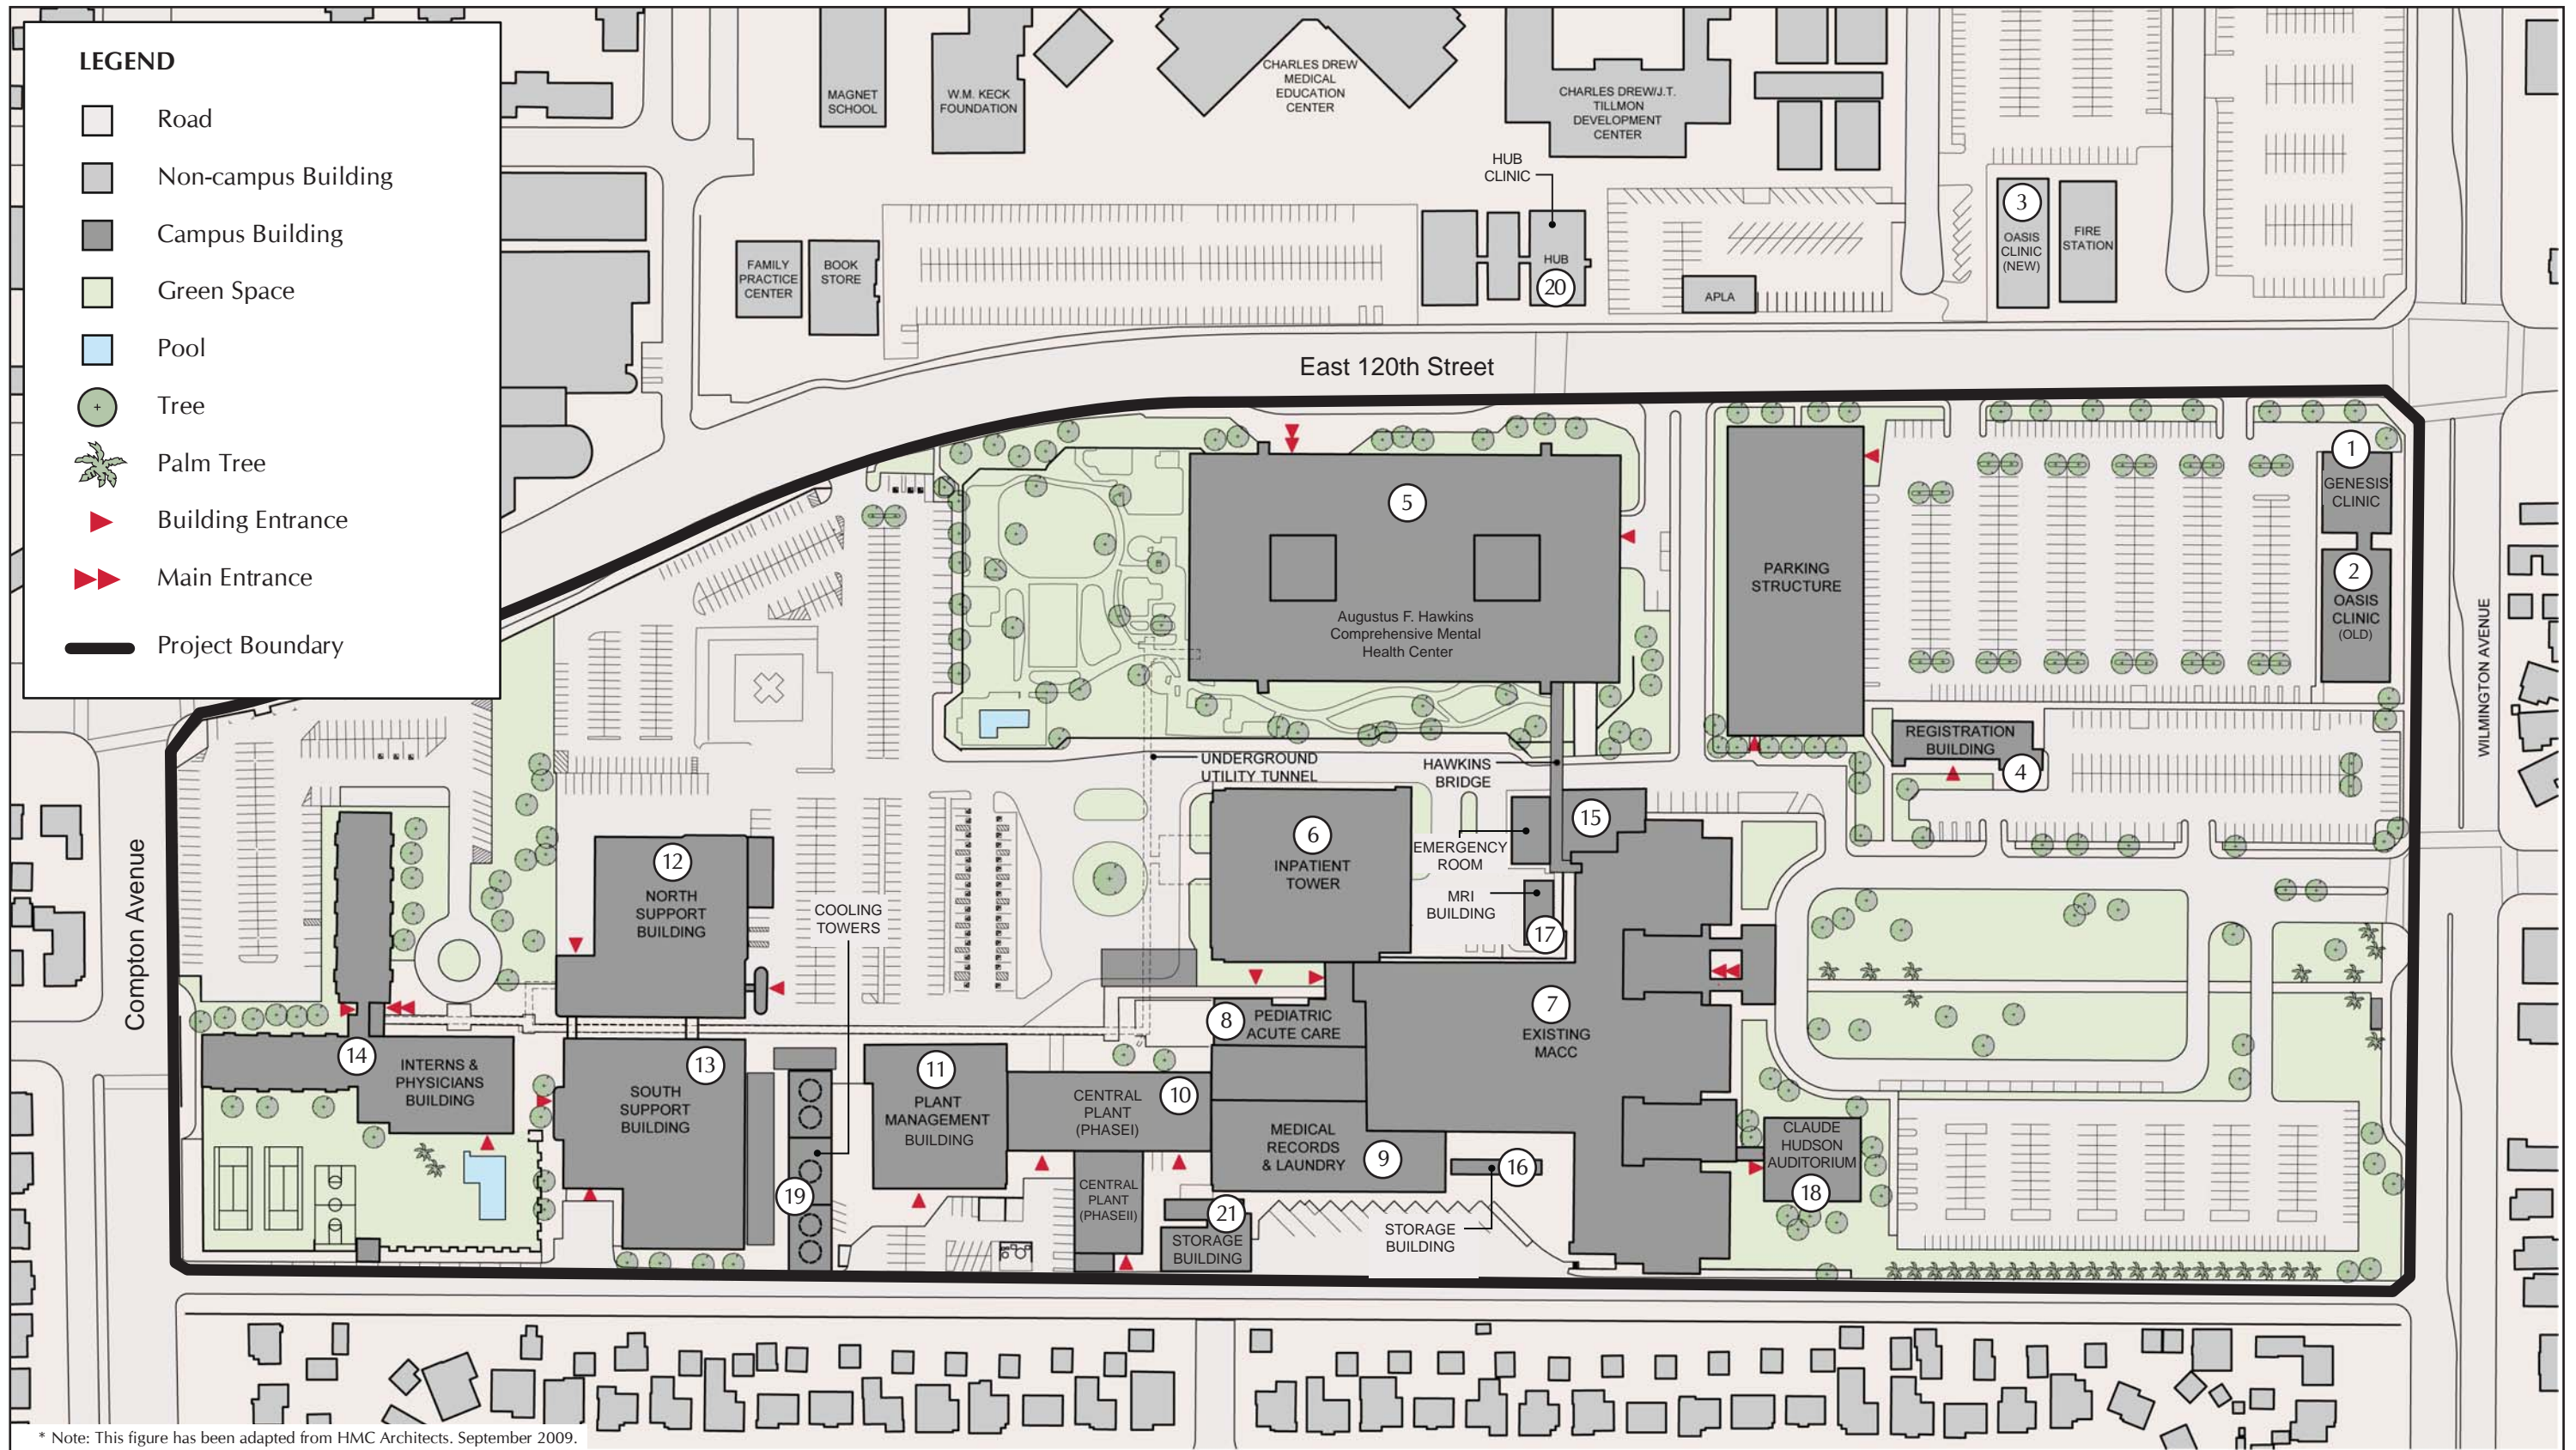 LEGEND
Road
Non-campus Building
Campus Building
Green Space
Pool
Tree
Palm Tree
Building Entrance
Main Entrance
Project Boundary
MAGNET
SCHOOL
W.M. KECK
FOUNDATION
CHARLES DREW
MEDICAL
EDUCATION
CENTER
CHARLES DREW/J.T.
TILLMON
DEVELOPMENT
CENTER
HUB
CLINIC
FAMILY
PRACTICE
CENTER
BOOK
STORE
HUB
20
APLA
3
OASIS
CLINIC
(NEW)
FIRE
STATION
East 120th Street
5
Augustus F. Hawkins
Comprehensive Mental
Health Center
PARKING
STRUCTURE
1
GENESIS
CLINIC
2
OASIS
CLINIC
(OLD)
WILMINGTON AVENUE
REGISTRATION
BUILDING
4
UNDERGROUND
UTILITY TUNNEL
HAWKINS
BRIDGE
6
INPATIENT
TOWER
15
EMERGENCY
ROOM
MRI
BUILDING
17
12
NORTH
SUPPORT
BUILDING
COOLING
TOWERS
Compton Avenue
8
PEDIATRIC
ACUTE CARE
7
EXISTING
MACC
14
INTERNS &
PHYSICIANS
BUILDING
13
SOUTH
SUPPORT
BUILDING
11
PLANT
MANAGEMENT
BUILDING
10
CENTRAL
PLANT
(PHASEI)
MEDICAL
RECORDS
& LAUNDRY
9
16
STORAGE
BUILDING
CLAUDE
HUDSON
AUDITORIUM
18
19
CENTRAL
PLANT
(PHASEII)
21
STORAGE
BUILDING
* Note: This figure has been adapted from HMC Architects. September 2009.